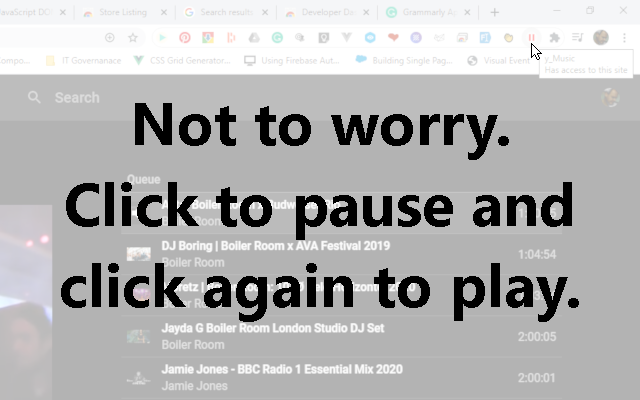 JavaScript DO
Store Listing
Search results
Developer Da
Grammarly A
IT Governanace
CSS Grid Generator...
Using Firebase Aut...
Building Single Pag...
Visual Event
y_Music
Has access to this site
Search
Not to worry.
Queue
Click to pause and
Boiler Room
DJ Boring | Boiler Room x AVA Festival 2019
1:04:54
Boiler Room
click again to play.
Jayda G Boiler Room London Studio DJ Set
2:00:05
Boiler Room
Jamie Jones - BBC Radio 1 Essential Mix 2020
2:00:01
Jamie Jones